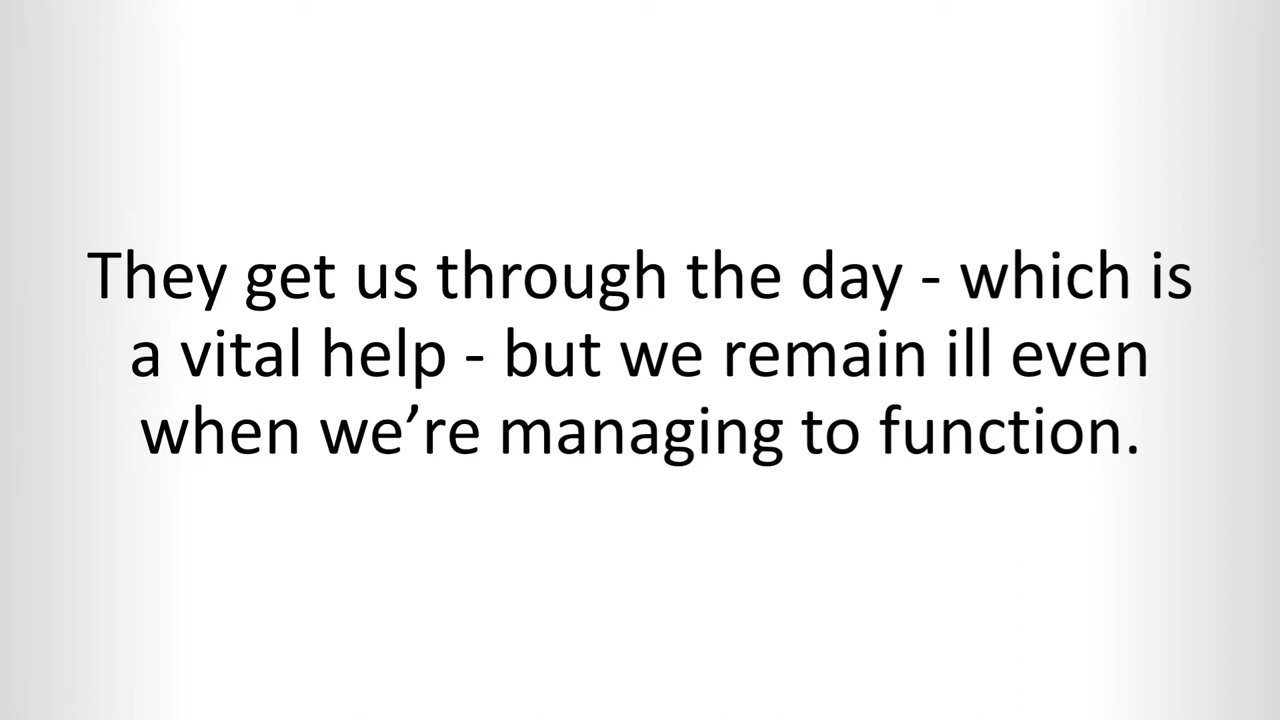 They get us through the day - which is
a vital help - but we remain ill even
when we’re managing to function.